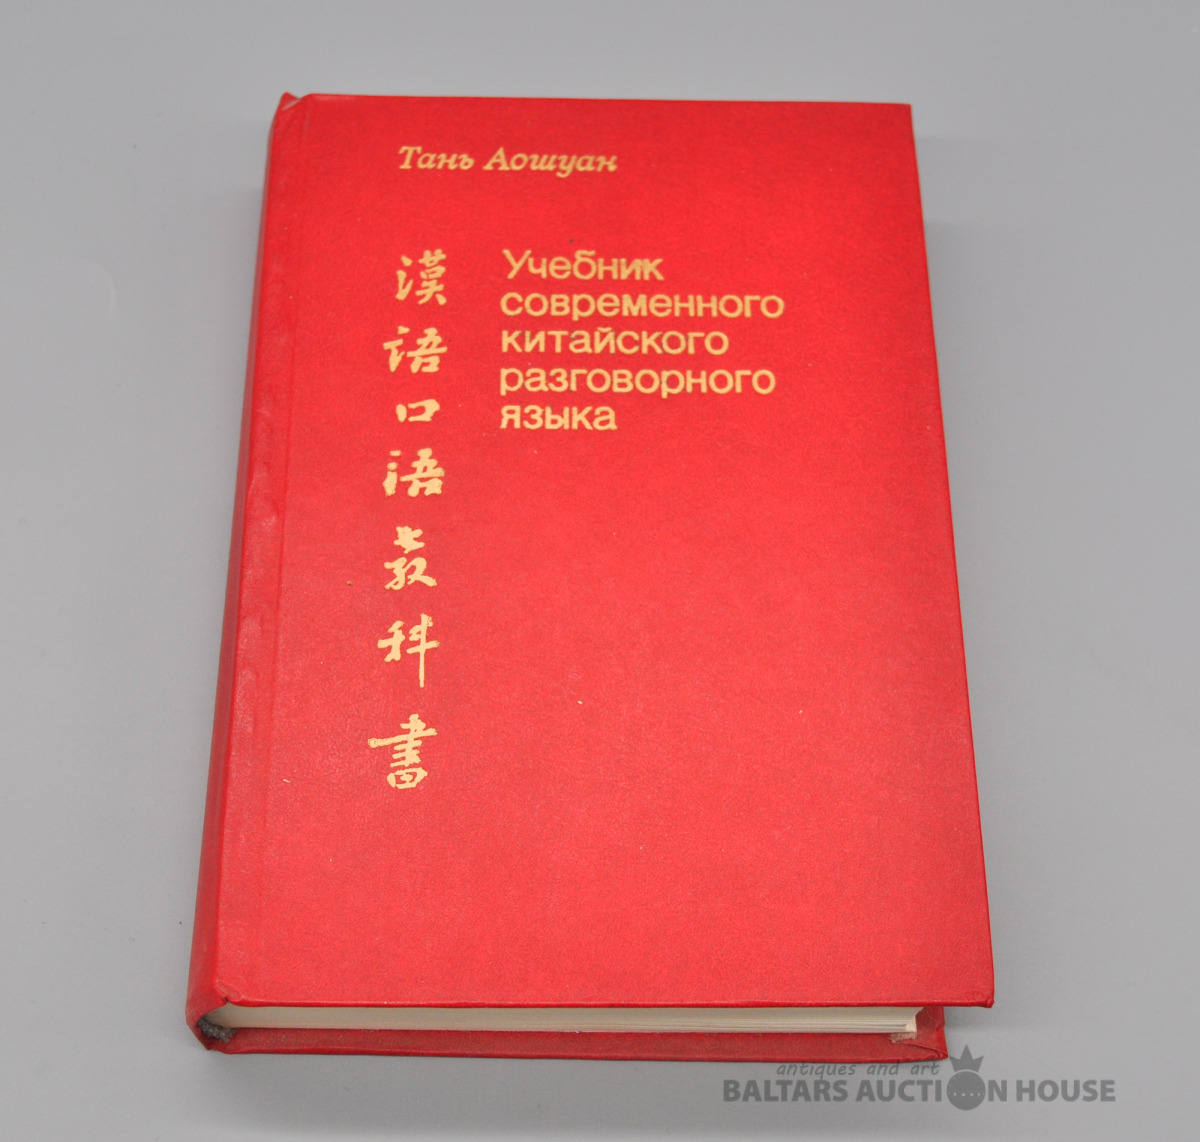 Тань Аошуан
漢語口語教科書
Учебник
современного
китайского
разговорного
языка
antiques and art
BALTARS AUCTION HOUSE